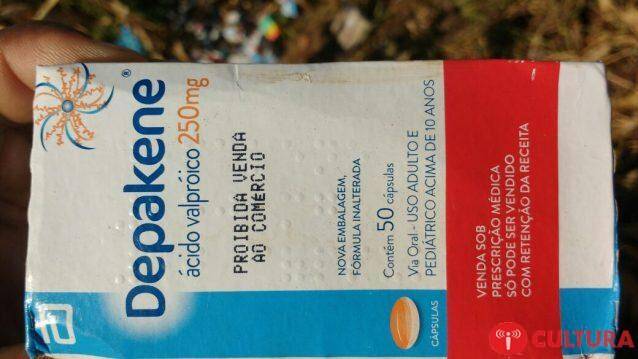 Depakene®
ácido valpróico 250mg
PROIBIDA VENDA
AO COMÉRCIO
NOVA EMBALAGEM,
FÓRMULA INALTERADA
Contém 50 cápsulas
Via Oral - USO ADULTO E
PEDIÁTRICO ACIMA DE 10 ANOS
CÁPSULAS
VENDA SOB
PRESCRIÇÃO MÉDICA
SÓ PODE SER VENDIDO
COM RETENÇÃO DA RECEITA
CULTURA